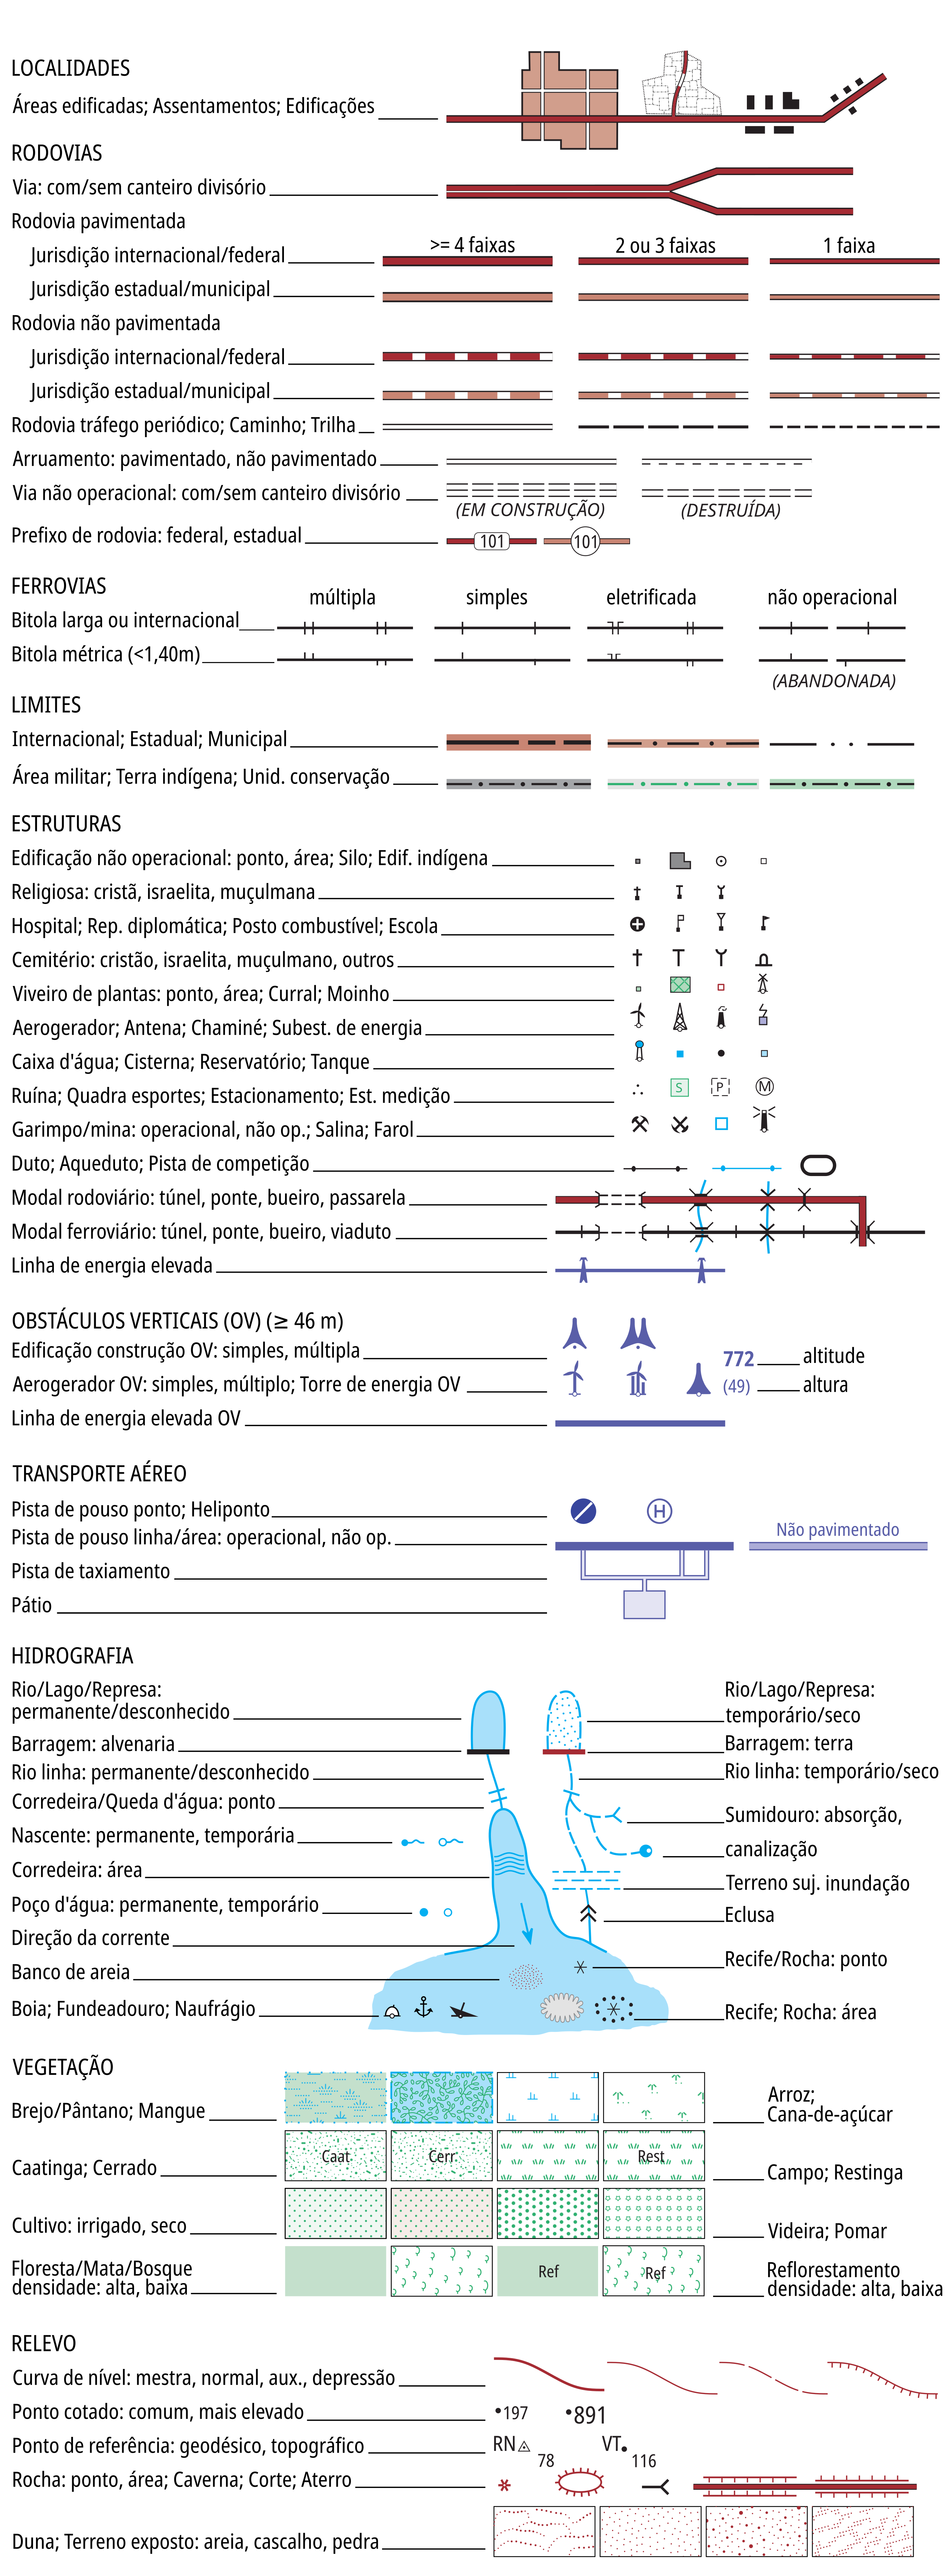 LOCALIDADES
Áreas edificadas; Assentamentos; Edificações
RODOVIAS
Via: com/sem canteiro divisório
Rodovia pavimentada
>= 4 faixas 2 ou 3 faixas 1 faixa
Jurisdição internacional/federal
Jurisdição estadual/municipal
Rodovia não pavimentada
Jurisdição internacional/federal
Jurisdição estadual/municipal
Rodovia tráfego periódico; Caminho; Trilha
Arruamento: pavimentado, não pavimentado
Via não operacional: com/sem canteiro divisório
(EM CONSTRUÇÃO) (DESTRUÍDA)
Prefixo de rodovia: federal, estadual 101 101
FERROVIAS
múltipla simples eletrificada não operacional
Bitola larga ou internacional
Bitola métrica (<1,40m)
(ABANDONADA)
LIMITES
Internacional; Estadual; Municipal
Área militar; Terra indígena; Unid. conservação
ESTRUTURAS
Edificação não operacional: ponto, área; Silo; Edif. indígena
Religiosa: cristã, israelita, muçulmana
Hospital; Rep. diplomática; Posto combustível; Escola
Cemitério: cristão, israelita, muçulmano, outros
Viveiro de plantas: ponto, área; Curral; Moinho
Aerogerador; Antena; Chaminé; Subest. de energia
Caixa d'água; Cisterna; Reservatório; Tanque
Ruína; Quadra esportes; Estacionamento; Est. medição S P M
Garimpo/mina: operacional, não op.; Salina; Farol
Duto; Aqueduto; Pista de competição
Modal rodoviário: túnel, ponte, bueiro, passarela
Modal ferroviário: túnel, ponte, bueiro, viaduto
Linha de energia elevada
OBSTÁCULOS VERTICAIS (OV) (≥ 46 m)
Edificação construção OV: simples, múltipla
772 altitude
Aerogerador OV: simples, múltiplo; Torre de energia OV
(49) altura
Linha de energia elevada OV
TRANSPORTE AÉREO
Pista de pouso ponto; Heliponto H
Pista de pouso linha/área: operacional, não op.
Não pavimentado
Pista de taxiamento
Pátio
HIDROGRAFIA
Rio/Lago/Represa:
permanente/desconhecido
Rio/Lago/Represa:
temporário/seco
Barragem: alvenaria
Barragem: terra
Rio linha: permanente/desconhecido
Rio linha: temporário/seco
Corredeira/Queda d'água: ponto
Sumidouro: absorção,
canalização
Nascente: permanente, temporária
Corredeira: área
Terreno suj. inundação
Poço d'água: permanente, temporário
Eclusa
Direção da corrente
Recife/Rocha: ponto
Banco de areia
Boia; Fundeadouro; Naufrágio
Recife; Rocha: área
VEGETAÇÃO
Brejo/Pântano; Mangue
Arroz;
Cana-de-açúcar
Caatinga; Cerrado
Caat Cerr Rest
Campo; Restinga
Cultivo: irrigado, seco
Videira; Pomar
Floresta/Mata/Bosque
densidade: alta, baixa
Ref Ref
Reflorestamento
densidade: alta, baixa
RELEVO
Curva de nível: mestra, normal, aux., depressão
Ponto cotado: comum, mais elevado 197 891
Ponto de referência: geodésico, topográfico RN 78 VT 116
Rocha: ponto, área; Caverna; Corte; Aterro
Duna; Terreno exposto: areia, cascalho, pedra